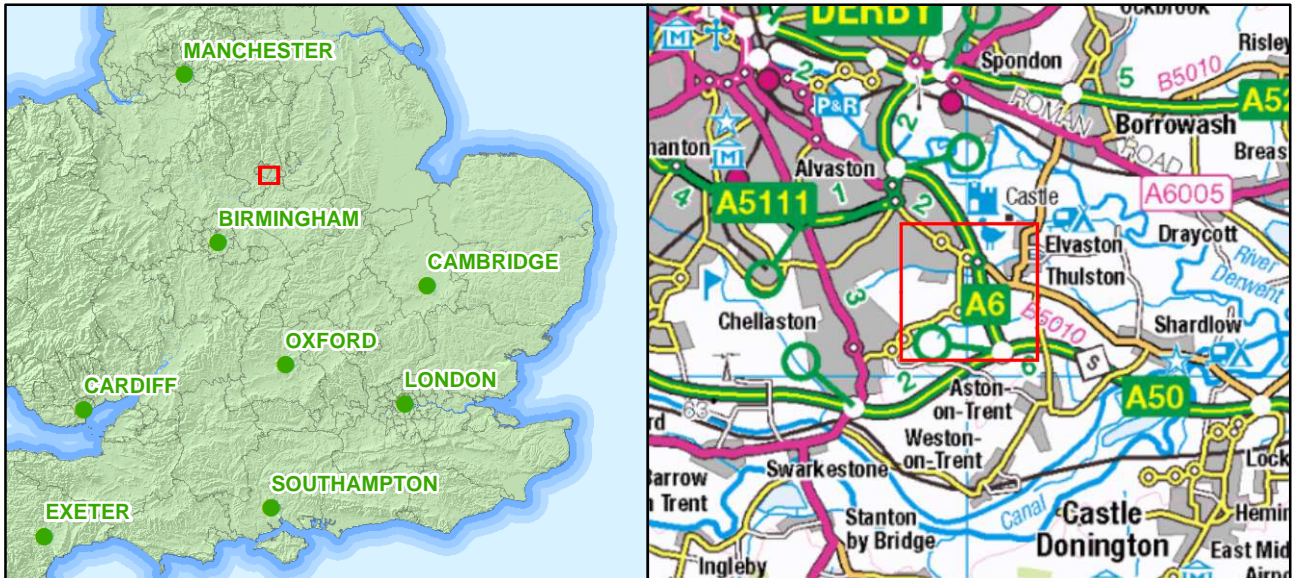 MANCHESTER
BIRMINGHAM
CAMBRIDGE
OXFORD
CARDIFF
LONDON
SOUTHAMPTON
EXETER
DERBY
Ockbrook
Risley
M
2
Spondon
5
B5010
P&R
2
A52
ROMAN
ROAD
Borrowash
M
Alvaston
Breas
4
A5111
1
2
Castle
A6005
Elvaston
Draycott
River
Derwent
Thulston
A6
3
B5010
Chellaston
Shardlow
S
2
6
Aston-
on-Trent
A50
63
rd
Weston-
on-Trent
Swarkestone
Lock
Barrow
n Trent
Canal
Castle
Donington
Hemin
Stanton
by Bridge
East Mid
Airpo
Ingleby
M